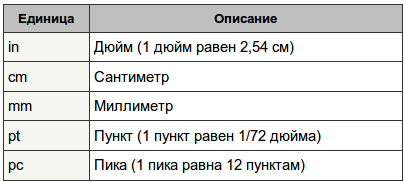 Единица Описание
in Дюйм (1 дюйм равен 2,54 см)
cm Сантиметр
mm Миллиметр
pt Пункт (1 пункт равен 1/72 дюйма)
pc Пика (1 пика равна 12 пунктам)